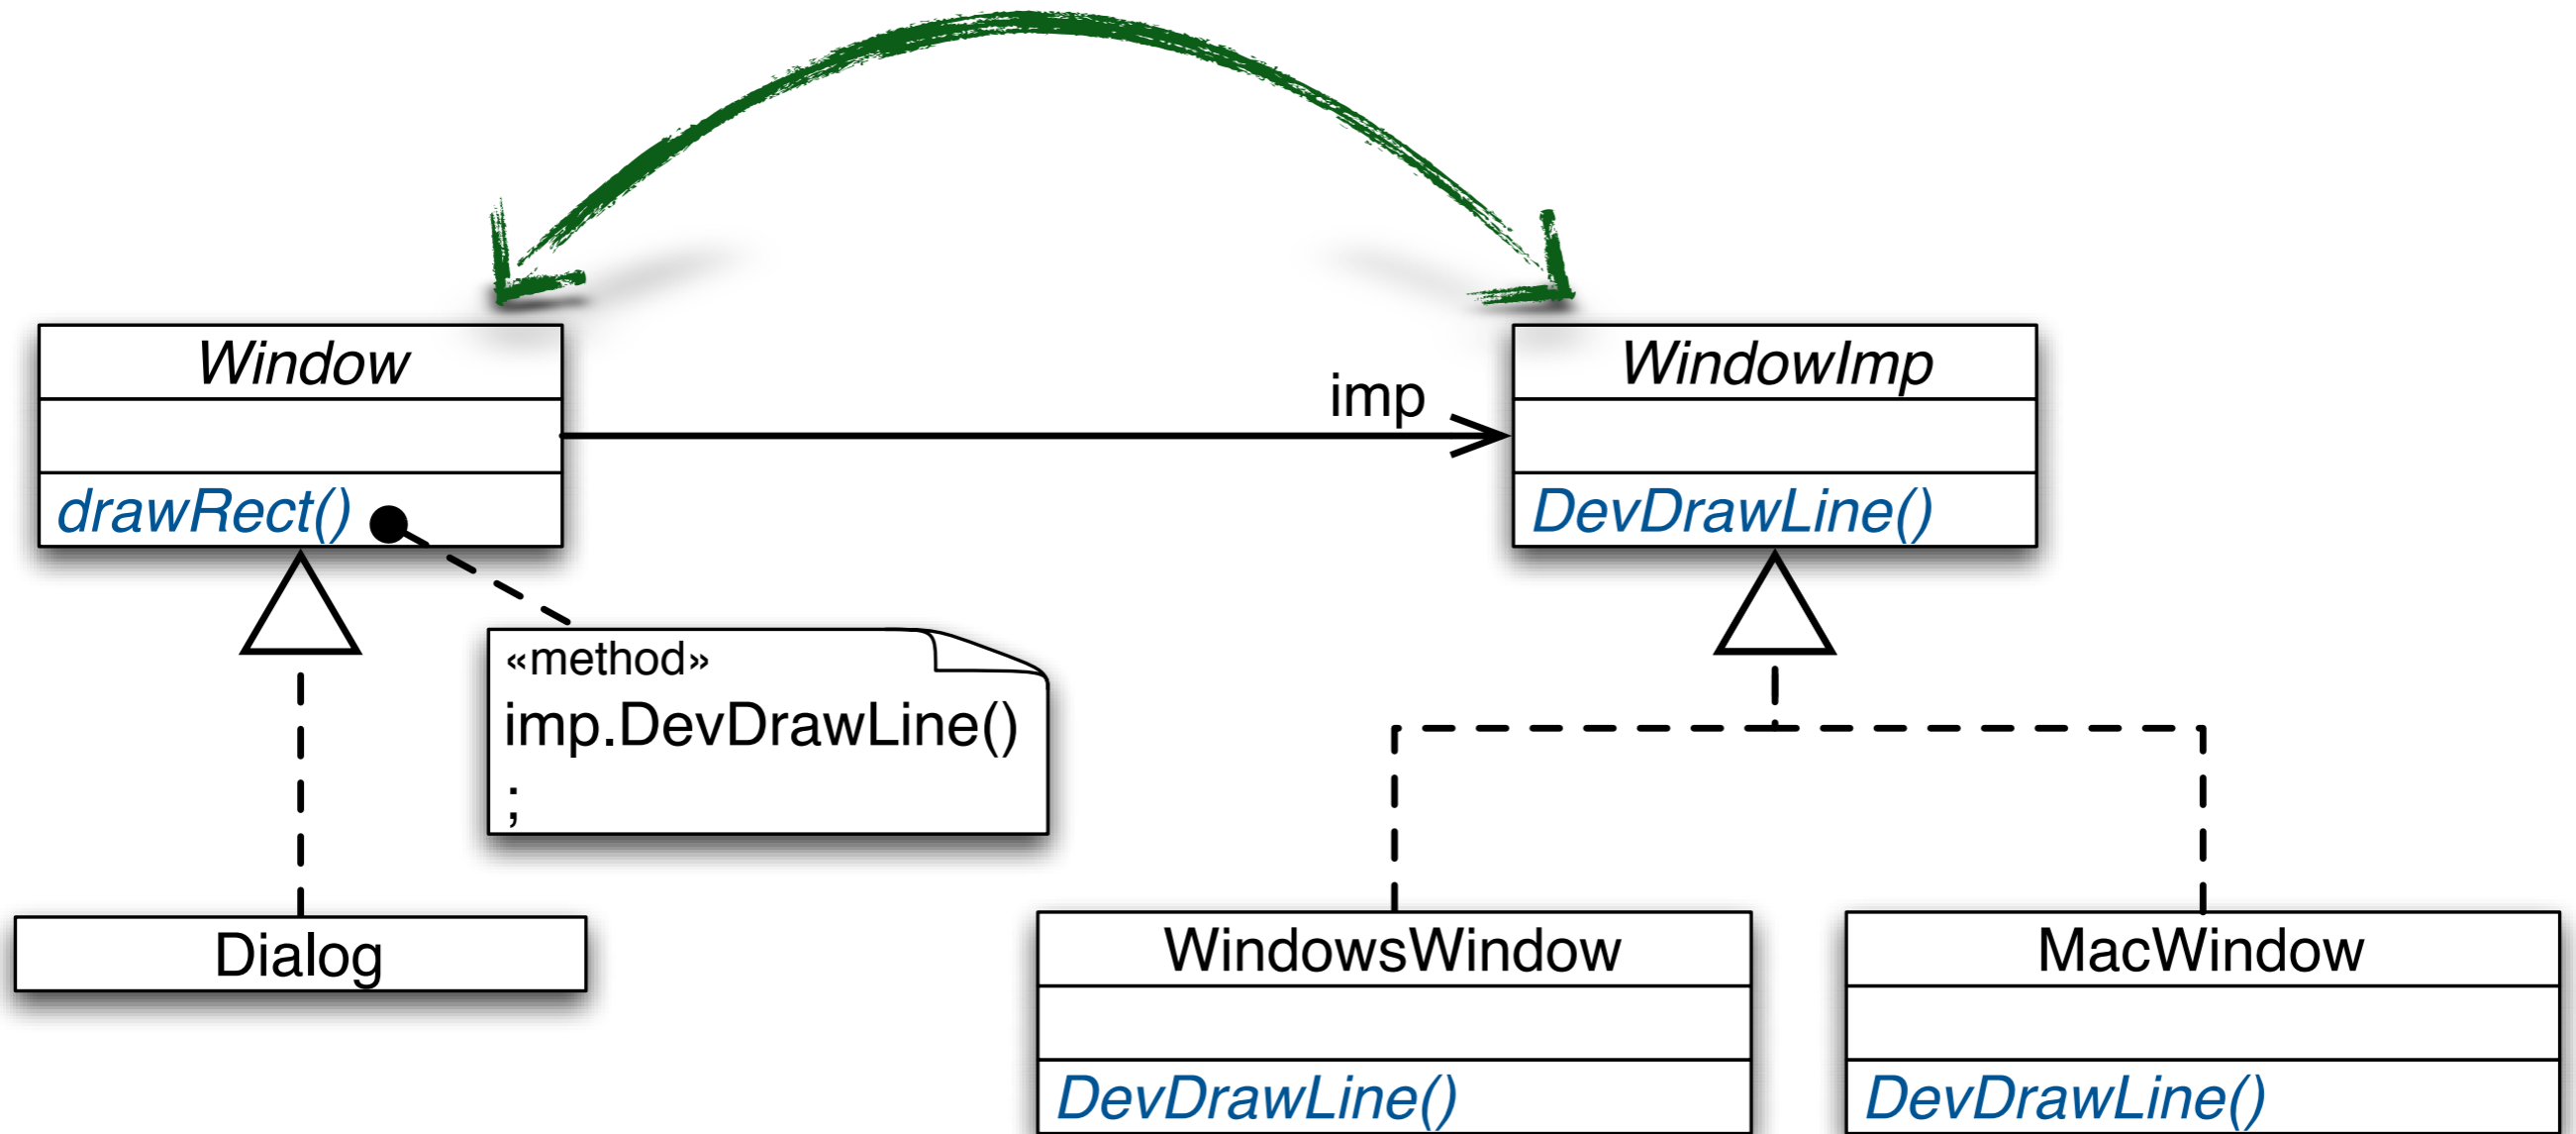 Window
WindowImp
imp
drawRect()
DevDrawLine()
«method»
imp.DevDrawLine()
;
Dialog
WindowsWindow
MacWindow
DevDrawLine()
DevDrawLine()